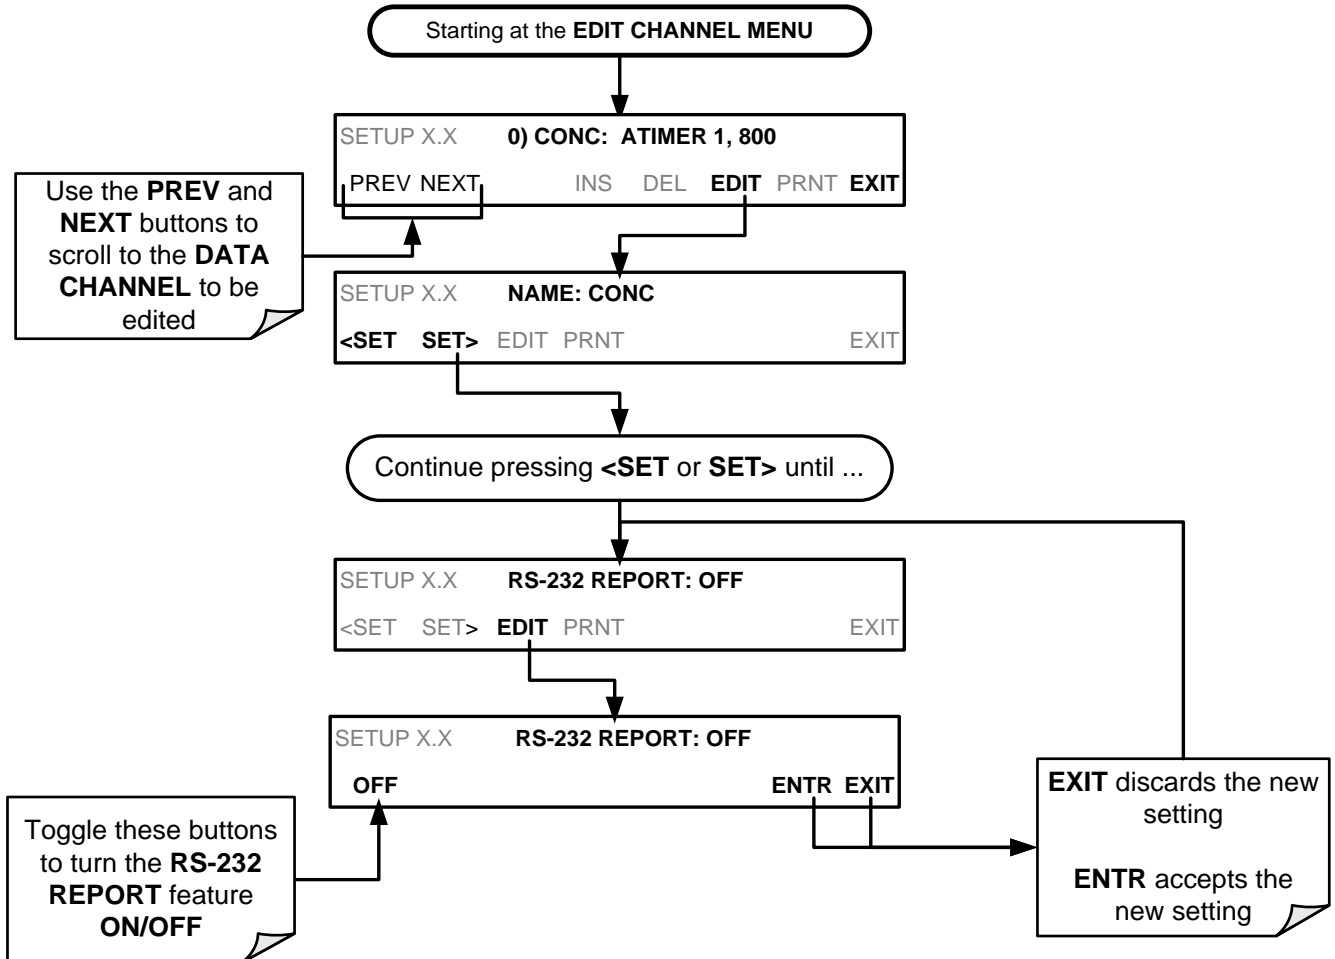 Starting at the EDIT CHANNEL MENU
SETUP X.X 0) CONC: ATIMER 1, 800
PREV NEXT INS DEL EDIT PRNT EXIT
Use the PREV and
NEXT buttons to
scroll to the DATA
CHANNEL to be
edited
SETUP X.X NAME: CONC
<SET SET> EDIT PRNT EXIT
Continue pressing <SET or SET> until ...
SETUP X.X RS-232 REPORT: OFF
<SET SET> EDIT PRNT EXIT
SETUP X.X RS-232 REPORT: OFF
OFF ENTR EXIT
Toggle these buttons
to turn the RS-232
REPORT feature
ON/OFF
EXIT discards the new
setting
ENTR accepts the
new setting